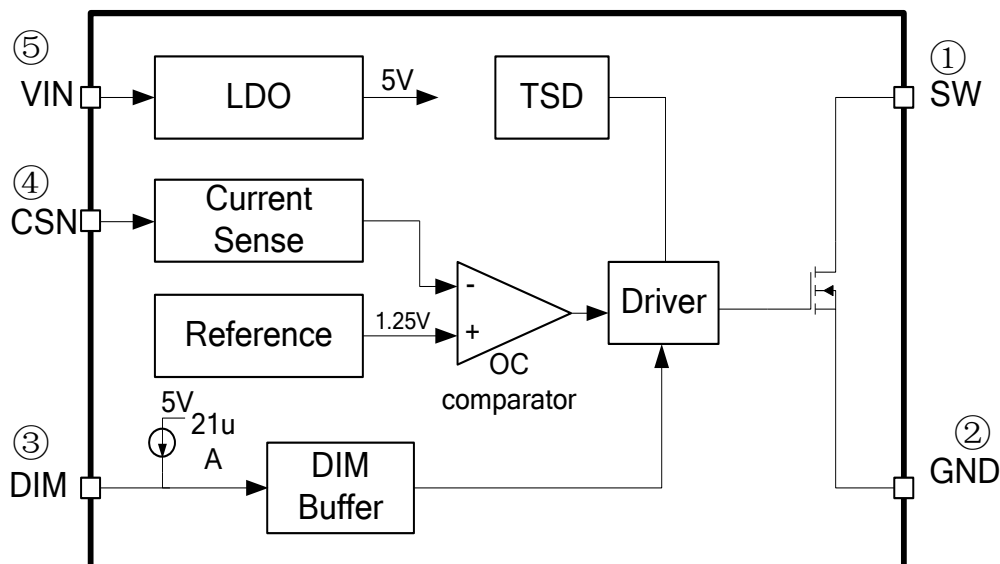 ⑤
VIN
LDO
5V
TSD
①
SW
④
CSN
Current
Sense
Reference
1.25V
-
+
OC
comparator
Driver
5V
21u
A
③
DIM
DIM
Buffer
②
GND